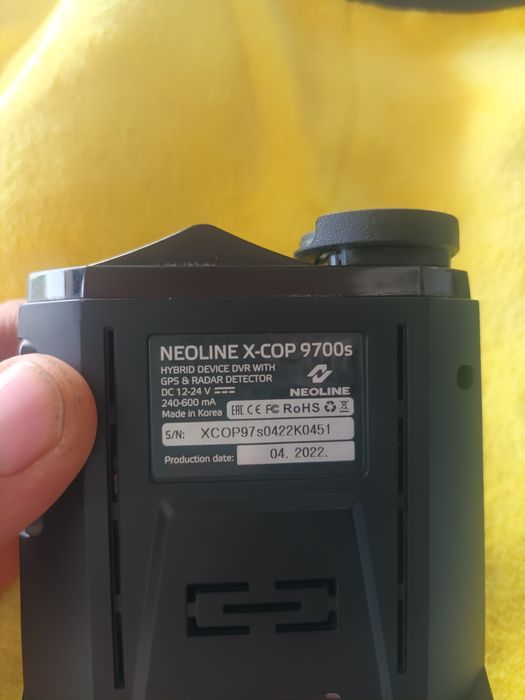 NEOLINE X-COP 9700s
HYBRID DEVICE DVR WITH
GPS & RADAR DETECTOR
DC 12-24 V
240-600 mA
Made in Korea
NEOLINE
EAC CE FC RoHS
S/N: XCOP97s0422K0451
Production date: 04. 2022.